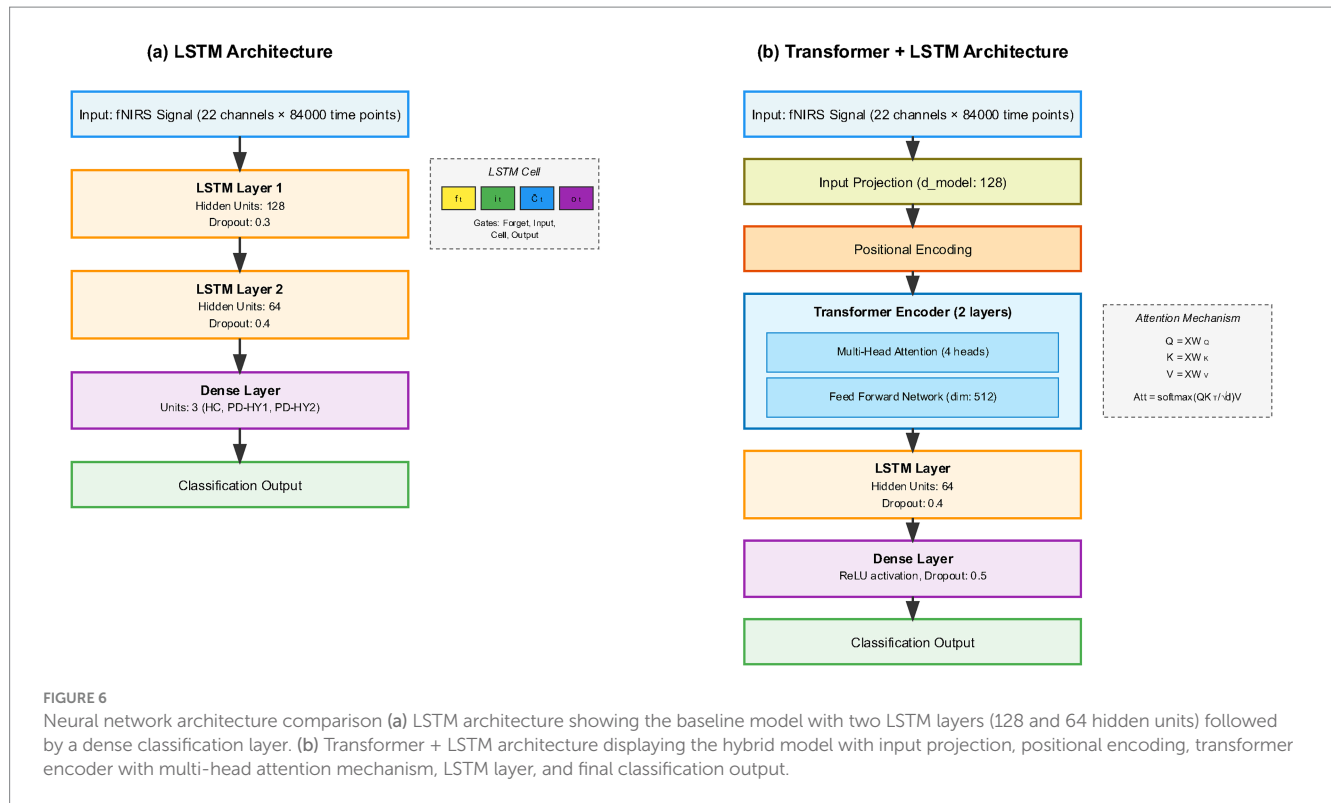 (a) LSTM Architecture
Input: fNIRS Signal (22 channels × 84000 time points)
LSTM Layer 1
Hidden Units: 128
Dropout: 0.3
LSTM Layer 2
Hidden Units: 64
Dropout: 0.4
Dense Layer
Units: 3 (HC, PD-HY1, PD-HY2)
Classification Output
LSTM Cell
f t
i t
C̃ t
o t
Gates: Forget, Input,
Cell, Output
(b) Transformer + LSTM Architecture
Input: fNIRS Signal (22 channels × 84000 time points)
Input Projection (d_model: 128)
Positional Encoding
Transformer Encoder (2 layers)
Multi-Head Attention (4 heads)
Feed Forward Network (dim: 512)
LSTM Layer
Hidden Units: 64
Dropout: 0.4
Dense Layer
ReLU activation, Dropout: 0.5
Classification Output
Attention Mechanism
Q = XW Q
K = XW K
V = XW V
Att = softmax(QK T/√d)V
FIGURE 6
Neural network architecture comparison (a) LSTM architecture showing the baseline model with two LSTM layers (128 and 64 hidden units) followed
by a dense classification layer. (b) Transformer + LSTM architecture displaying the hybrid model with input projection, positional encoding, transformer
encoder with multi-head attention mechanism, LSTM layer, and final classification output.